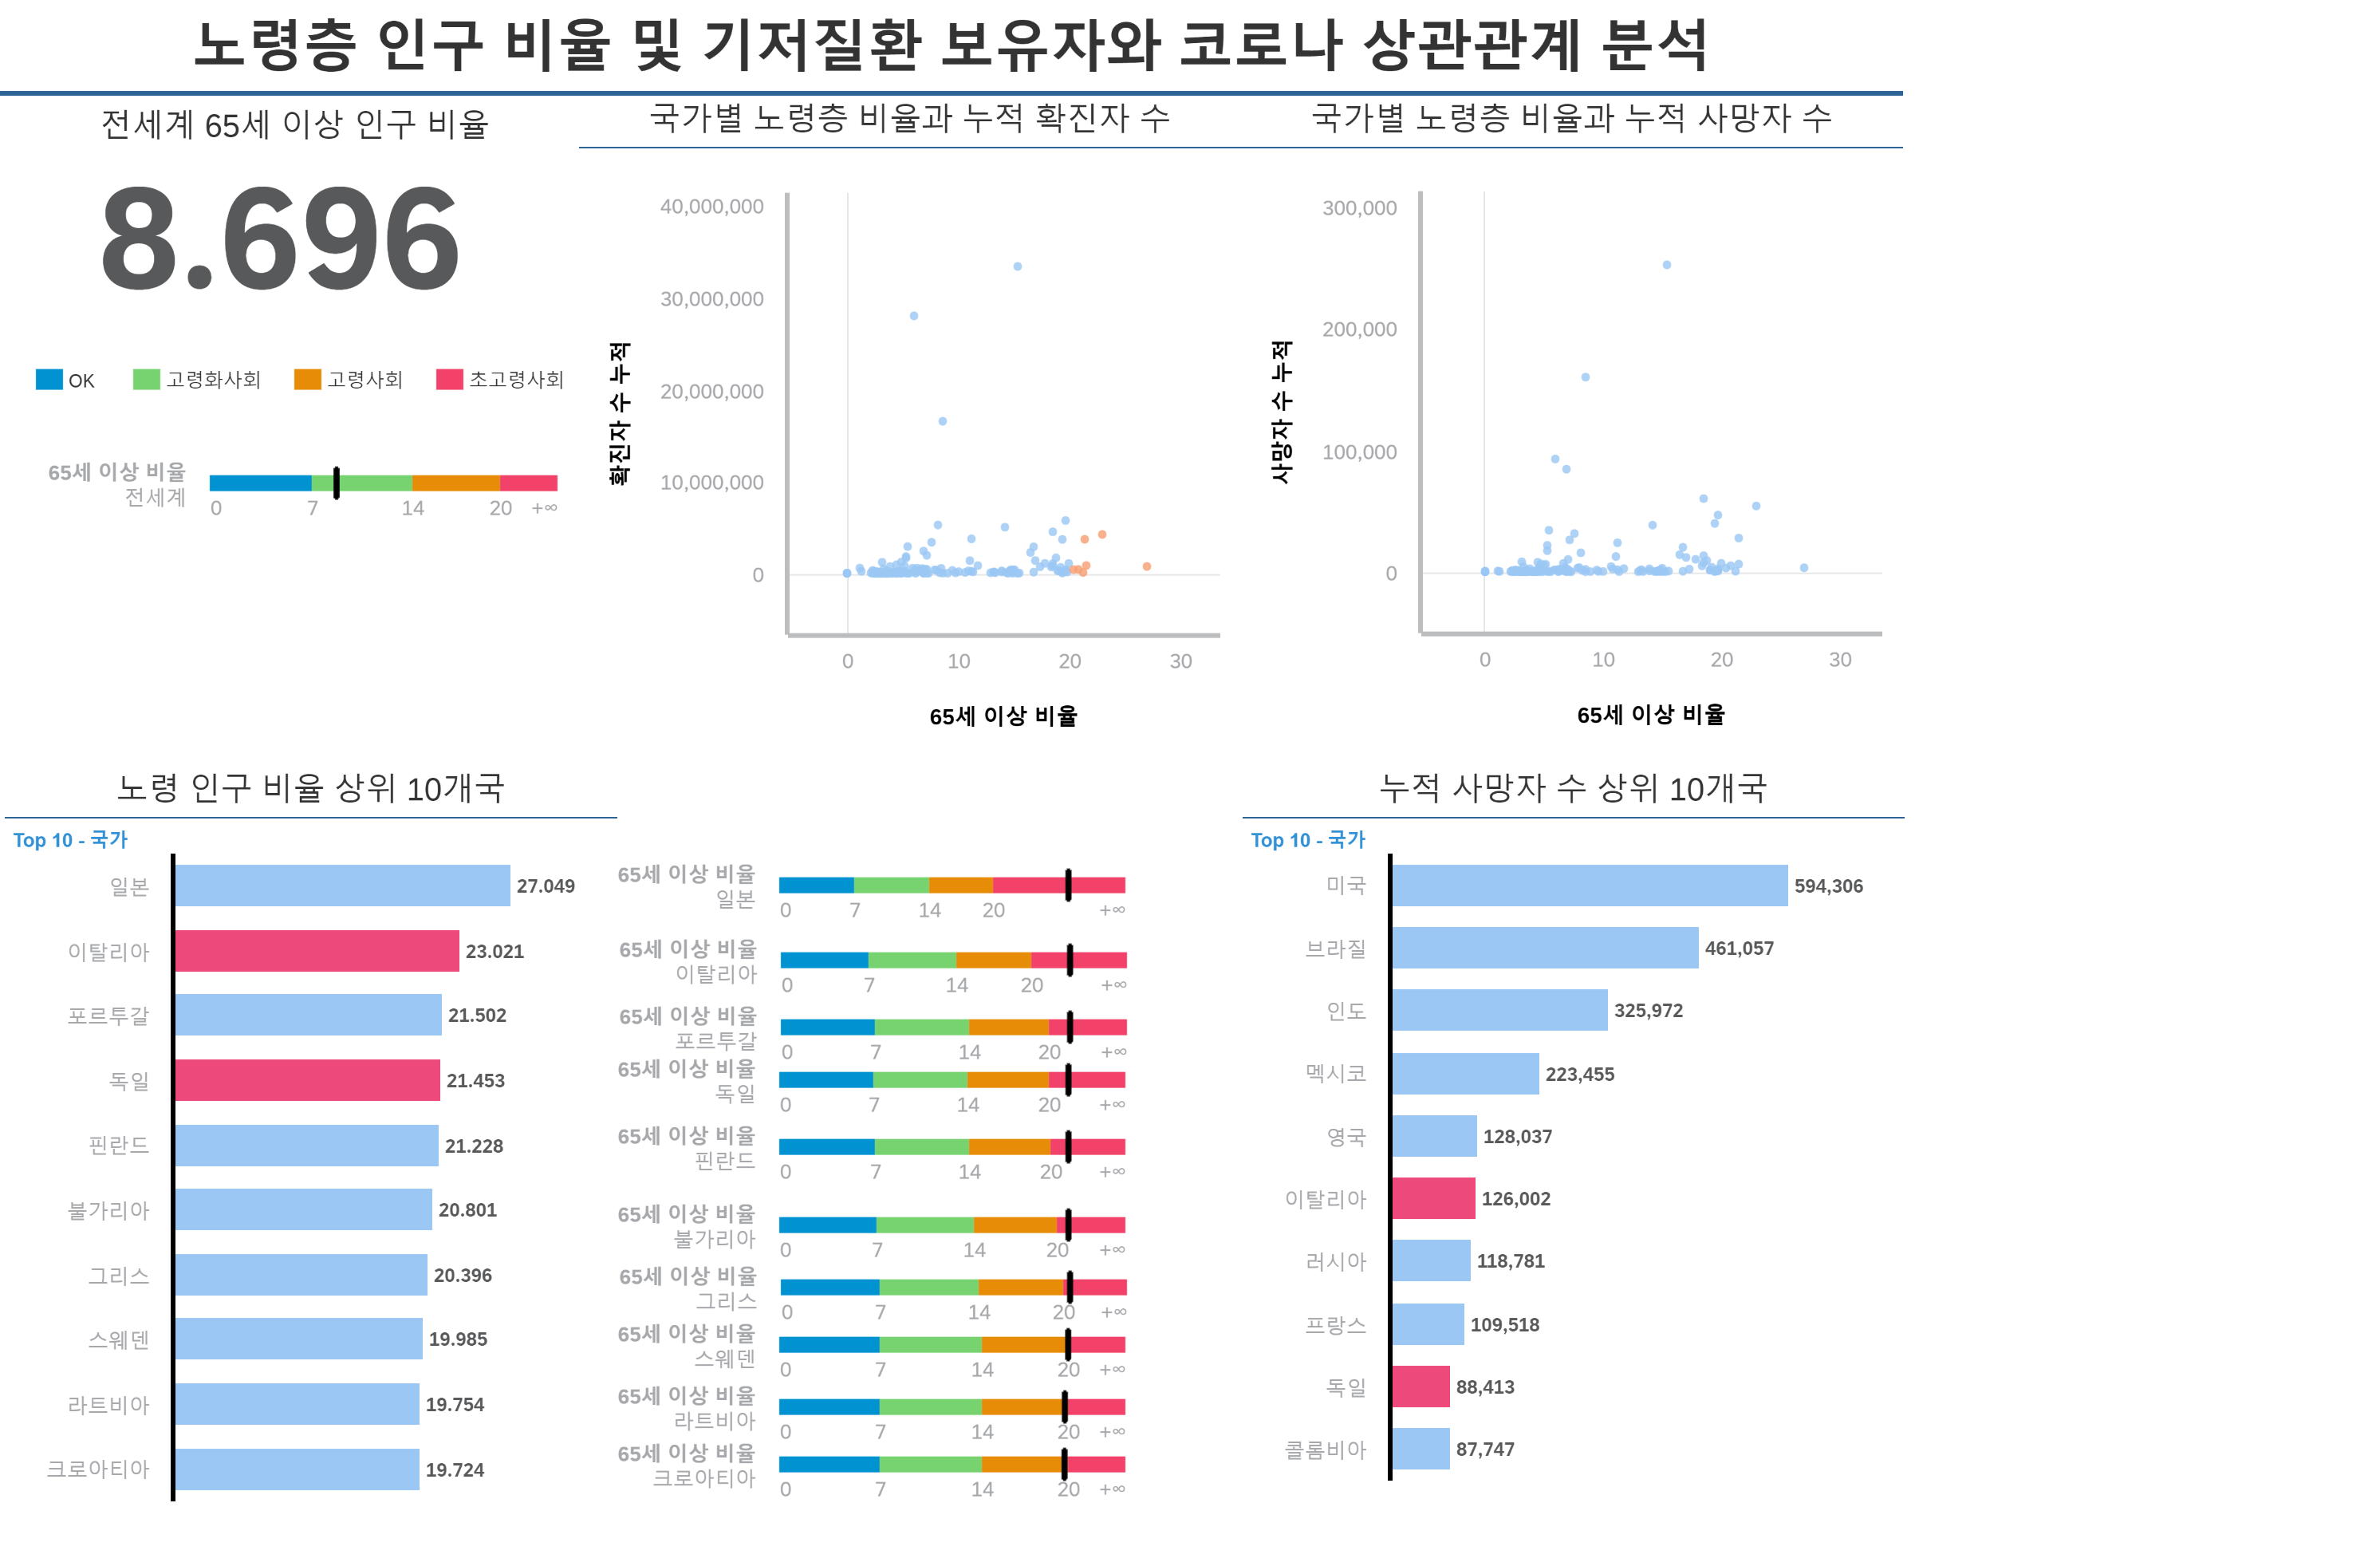 노령층 인구 비율 및 기저질환 보유자와 코로나 상관관계 분석
전세계 65세 이상 인구 비율
8.696
OK 고령화사회 고령사회 초고령사회
65세 이상 비율
전세계
0 7 14 20 +∞
국가별 노령층 비율과 누적 확진자 수
확진자 수 누적
40,000,000
30,000,000
20,000,000
10,000,000
0
0 10 20 30
65세 이상 비율
국가별 노령층 비율과 누적 사망자 수
사망자 수 누적
300,000
200,000
100,000
0
0 10 20 30
65세 이상 비율
노령 인구 비율 상위 10개국
Top 10 - 국가
일본 27.049
이탈리아 23.021
포르투갈 21.502
독일 21.453
핀란드 21.228
불가리아 20.801
그리스 20.396
스웨덴 19.985
라트비아 19.754
크로아티아 19.724
65세 이상 비율
일본
0 7 14 20 +∞
65세 이상 비율
이탈리아
0 7 14 20 +∞
65세 이상 비율
포르투갈
0 7 14 20 +∞
65세 이상 비율
독일
0 7 14 20 +∞
65세 이상 비율
핀란드
0 7 14 20 +∞
65세 이상 비율
불가리아
0 7 14 20 +∞
65세 이상 비율
그리스
0 7 14 20 +∞
65세 이상 비율
스웨덴
0 7 14 20 +∞
65세 이상 비율
라트비아
0 7 14 20 +∞
65세 이상 비율
크로아티아
0 7 14 20 +∞
누적 사망자 수 상위 10개국
Top 10 - 국가
미국 594,306
브라질 461,057
인도 325,972
멕시코 223,455
영국 128,037
이탈리아 126,002
러시아 118,781
프랑스 109,518
독일 88,413
콜롬비아 87,747